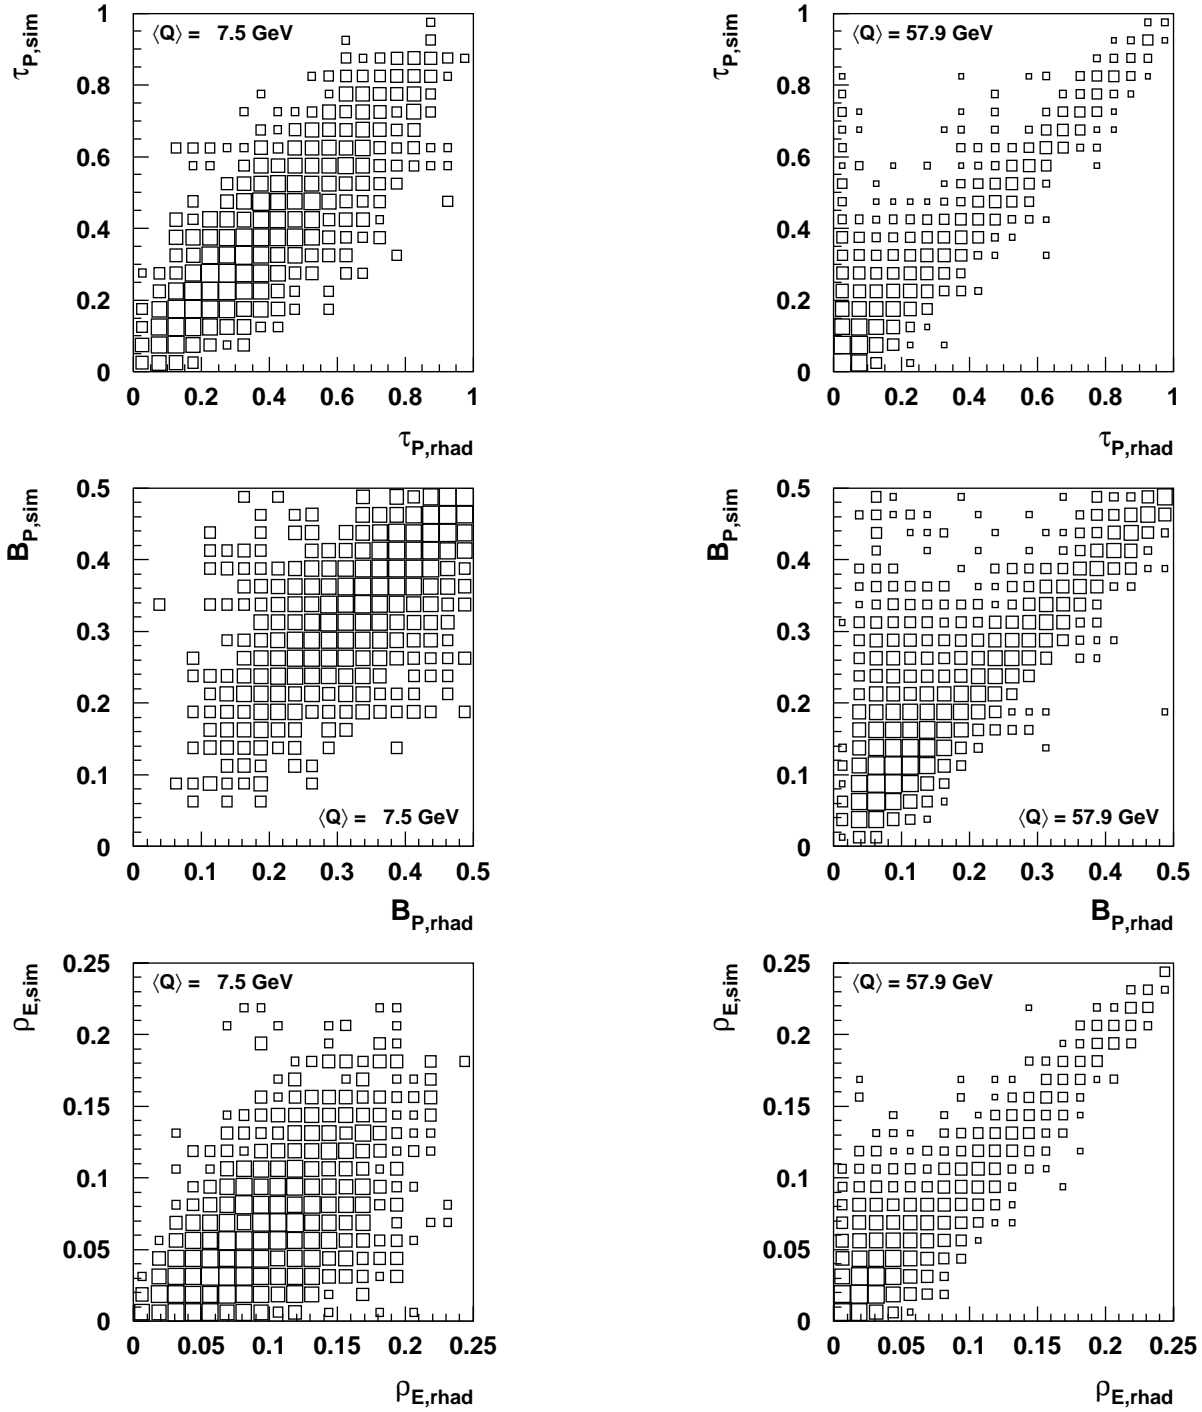 τP,sim
⟨Q⟩ = 7.5 GeV
1
0.8
0.6
0.4
0.2
0
0 0.2 0.4 0.6 0.8 1
τP,rhad
τP,sim
⟨Q⟩ = 57.9 GeV
1
0.8
0.6
0.4
0.2
0
0 0.2 0.4 0.6 0.8 1
τP,rhad
BP,sim
0.5
0.4
0.3
0.2
0.1
0
⟨Q⟩ = 7.5 GeV
0 0.1 0.2 0.3 0.4 0.5
BP,rhad
BP,sim
0.5
0.4
0.3
0.2
0.1
0
⟨Q⟩ = 57.9 GeV
0 0.1 0.2 0.3 0.4 0.5
BP,rhad
ρE,sim
⟨Q⟩ = 7.5 GeV
0.25
0.2
0.15
0.1
0.05
0
0 0.05 0.1 0.15 0.2 0.25
ρE,rhad
ρE,sim
⟨Q⟩ = 57.9 GeV
0.25
0.2
0.15
0.1
0.05
0
0 0.05 0.1 0.15 0.2 0.25
ρE,rhad